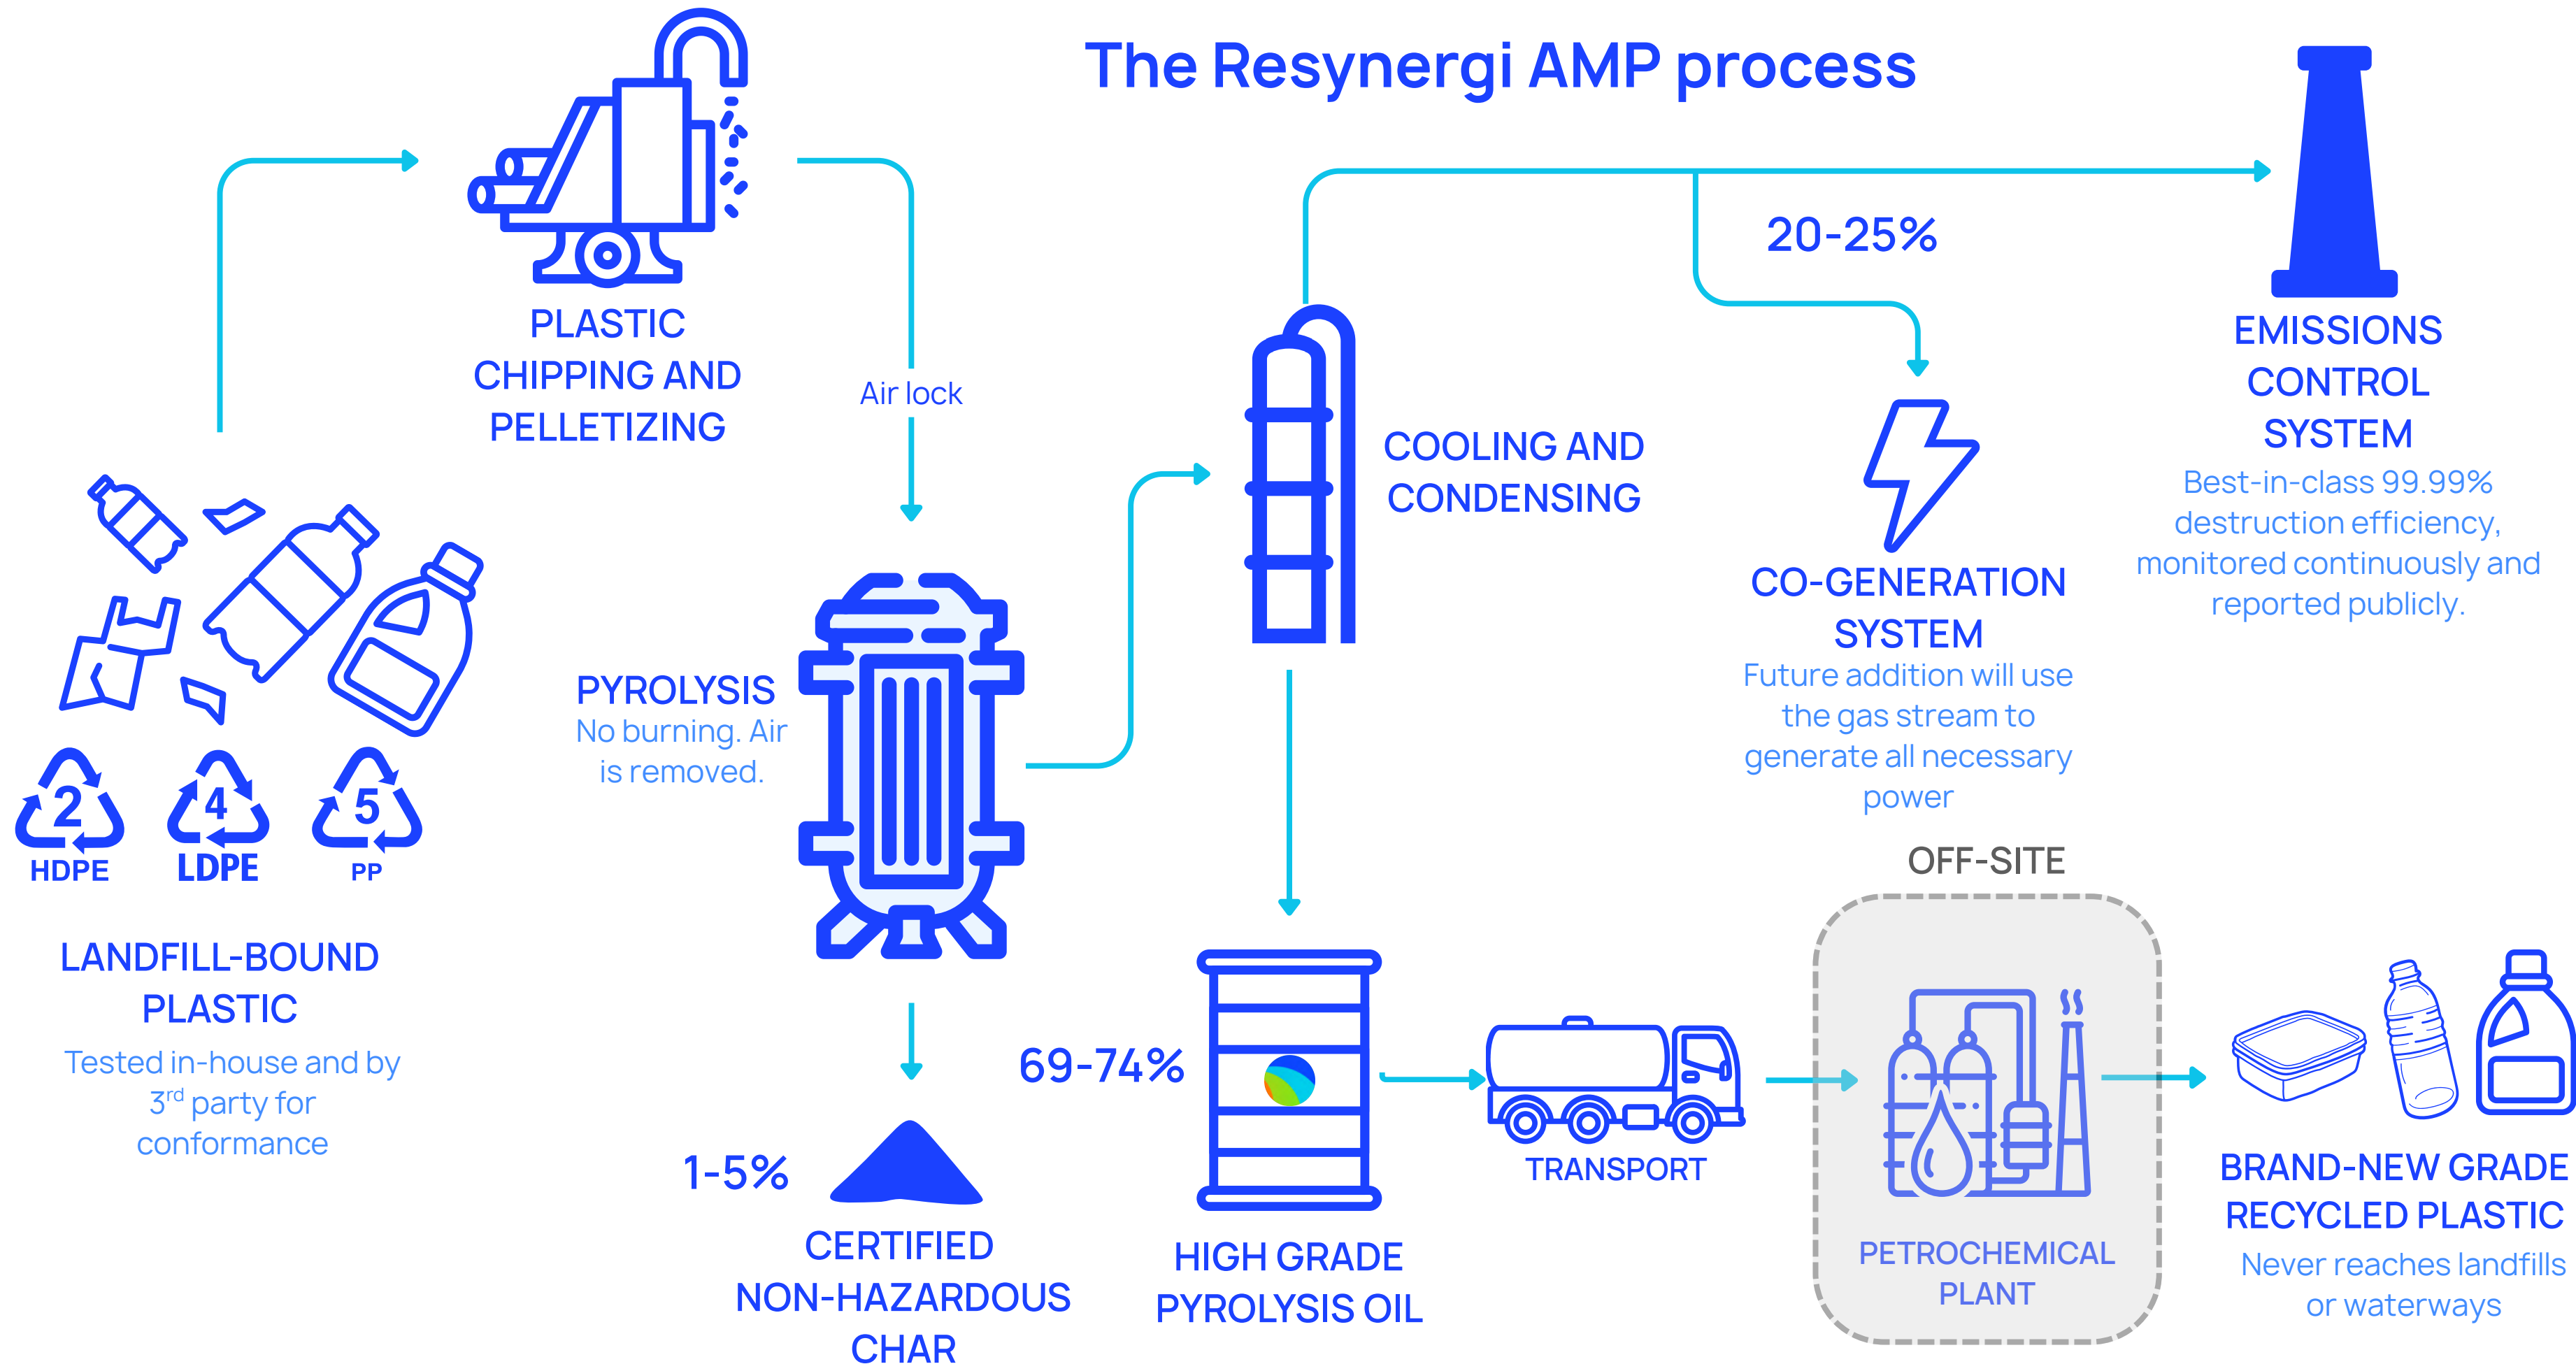 The Resynergi AMP process
PLASTIC
CHIPPING AND
PELLETIZING
Air lock
20-25%
EMISSIONS
CONTROL
SYSTEM
Best-in-class 99.99%
destruction efficiency,
monitored continuously and
reported publicly.
COOLING AND
CONDENSING
CO-GENERATION
SYSTEM
Future addition will use
the gas stream to
generate all necessary
power
PYROLYSIS
No burning. Air
is removed.
2
HDPE
4
LDPE
5
PP
LANDFILL-BOUND
PLASTIC
Tested in-house and by
3rd party for
conformance
1-5%
CERTIFIED
NON-HAZARDOUS
CHAR
69-74%
HIGH GRADE
PYROLYSIS OIL
TRANSPORT
OFF-SITE
PETROCHEMICAL
PLANT
BRAND-NEW GRADE
RECYCLED PLASTIC
Never reaches landfills
or waterways